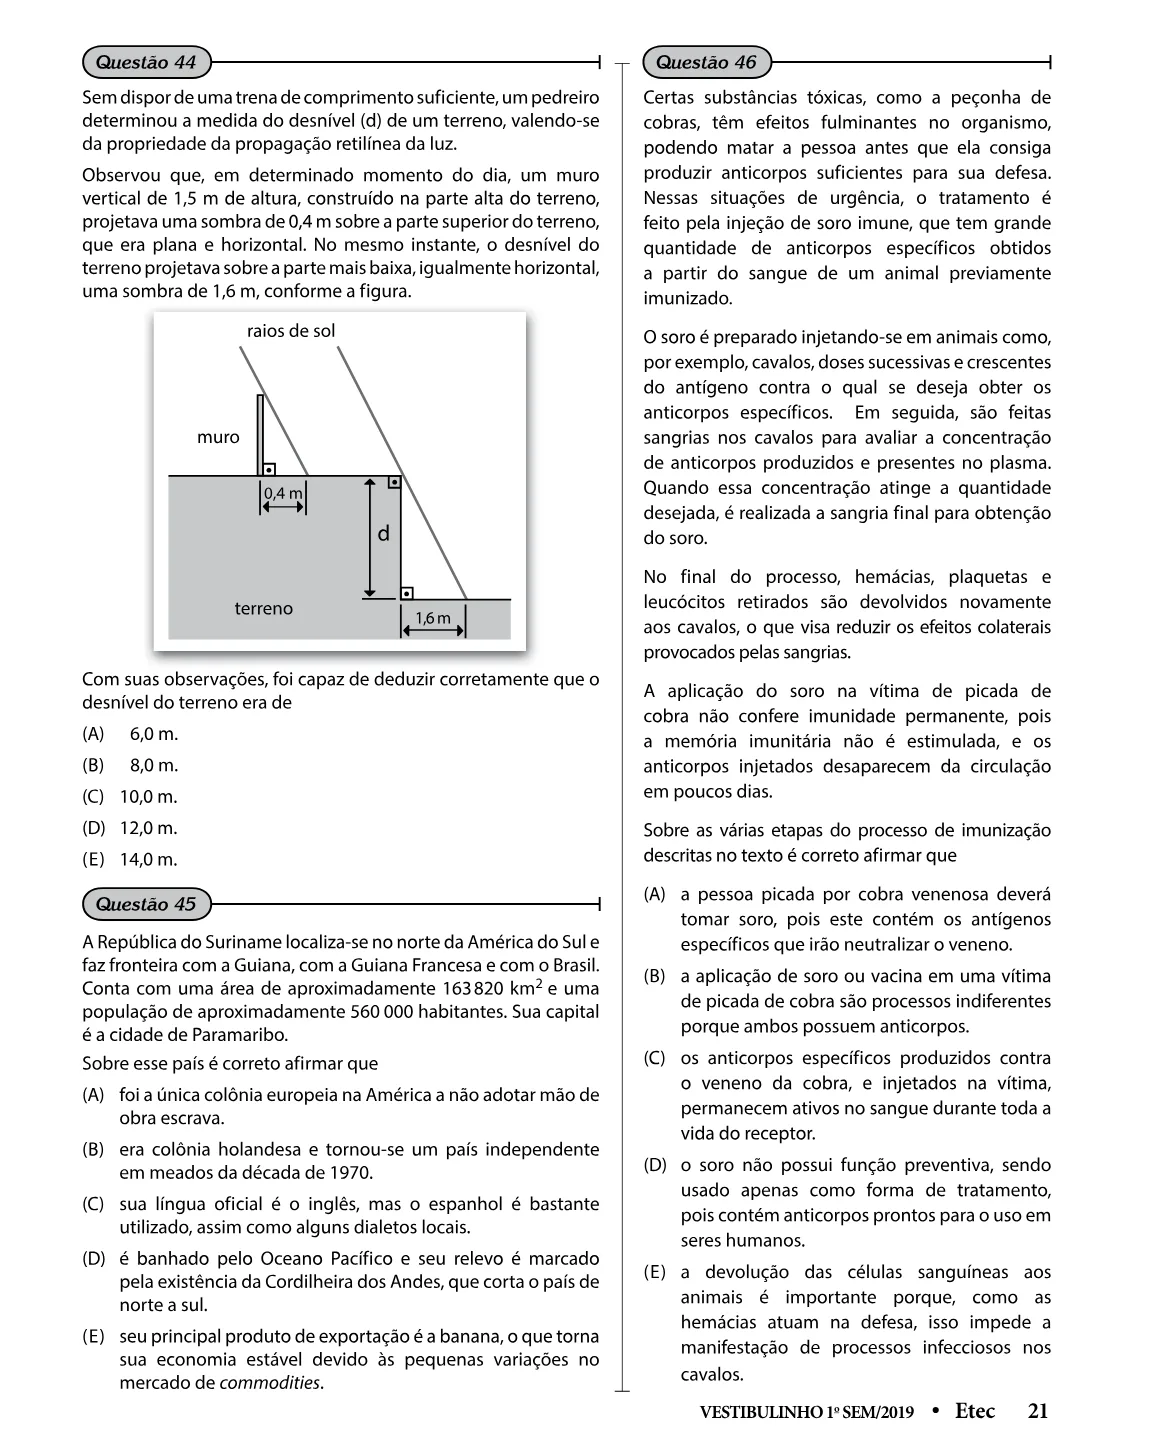 Questão 44
Sem dispor de uma trena de comprimento suficiente, um pedreiro
determinou a medida do desnível (d) de um terreno, valendo-se
da propriedade da propagação retilínea da luz.
Observou que, em determinado momento do dia, um muro
vertical de 1,5 m de altura, construído na parte alta do terreno,
projetava uma sombra de 0,4 m sobre a parte superior do terreno,
que era plana e horizontal. No mesmo instante, o desnível do
terreno projetava sobre a parte mais baixa, igualmente horizontal,
uma sombra de 1,6 m, conforme a figura.
raios de sol
muro
0,4 m
d
terreno
1,6 m
Com suas observações, foi capaz de deduzir corretamente que o
desnível do terreno era de
(A) 6,0 m.
(B) 8,0 m.
(C) 10,0 m.
(D) 12,0 m.
(E) 14,0 m.
Questão 45
A República do Suriname localiza-se no norte da América do Sul e
faz fronteira com a Guiana, com a Guiana Francesa e com o Brasil.
Conta com uma área de aproximadamente 163 820 km² e uma
população de aproximadamente 560 000 habitantes. Sua capital
é a cidade de Paramaribo.
Sobre esse país é correto afirmar que
(A) foi a única colônia europeia na América a não adotar mão de
obra escrava.
(B) era colônia holandesa e tornou-se um país independente
em meados da década de 1970.
(C) sua língua oficial é o inglês, mas o espanhol é bastante
utilizado, assim como alguns dialetos locais.
(D) é banhado pelo Oceano Pacífico e seu relevo é marcado
pela existência da Cordilheira dos Andes, que corta o país de
norte a sul.
(E) seu principal produto de exportação é a banana, o que torna
sua economia estável devido às pequenas variações no
mercado de commodities.
Questão 46
Certas substâncias tóxicas, como a peçonha de
cobras, têm efeitos fulminantes no organismo,
podendo matar a pessoa antes que ela consiga
produzir anticorpos suficientes para sua defesa.
Nessas situações de urgência, o tratamento é
feito pela injeção de soro imune, que tem grande
quantidade de anticorpos específicos obtidos
a partir do sangue de um animal previamente
imunizado.
O soro é preparado injetando-se em animais como,
por exemplo, cavalos, doses sucessivas e crescentes
do antígeno contra o qual se deseja obter os
anticorpos específicos. Em seguida, são feitas
sangrias nos cavalos para avaliar a concentração
de anticorpos produzidos e presentes no plasma.
Quando essa concentração atinge a quantidade
desejada, é realizada a sangria final para obtenção
do soro.
No final do processo, hemácias, plaquetas e
leucócitos retirados são devolvidos novamente
aos cavalos, o que visa reduzir os efeitos colaterais
provocados pelas sangrias.
A aplicação do soro na vítima de picada de
cobra não confere imunidade permanente, pois
a memória imunitária não é estimulada, e os
anticorpos injetados desaparecem da circulação
em poucos dias.
Sobre as várias etapas do processo de imunização
descritas no texto é correto afirmar que
(A) a pessoa picada por cobra venenosa deverá
tomar soro, pois este contém os antígenos
específicos que irão neutralizar o veneno.
(B) a aplicação de soro ou vacina em uma vítima
de picada de cobra são processos indiferentes
porque ambos possuem anticorpos.
(C) os anticorpos específicos produzidos contra
o veneno da cobra, e injetados na vítima,
permanecem ativos no sangue durante toda a
vida do receptor.
(D) o soro não possui função preventiva, sendo
usado apenas como forma de tratamento,
pois contém anticorpos prontos para o uso em
seres humanos.
(E) a devolução das células sanguíneas aos
animais é importante porque, como as
hemácias atuam na defesa, isso impede a
manifestação de processos infecciosos nos
cavalos.
VESTIBULINHO 1º SEM/2019 • Etec 21